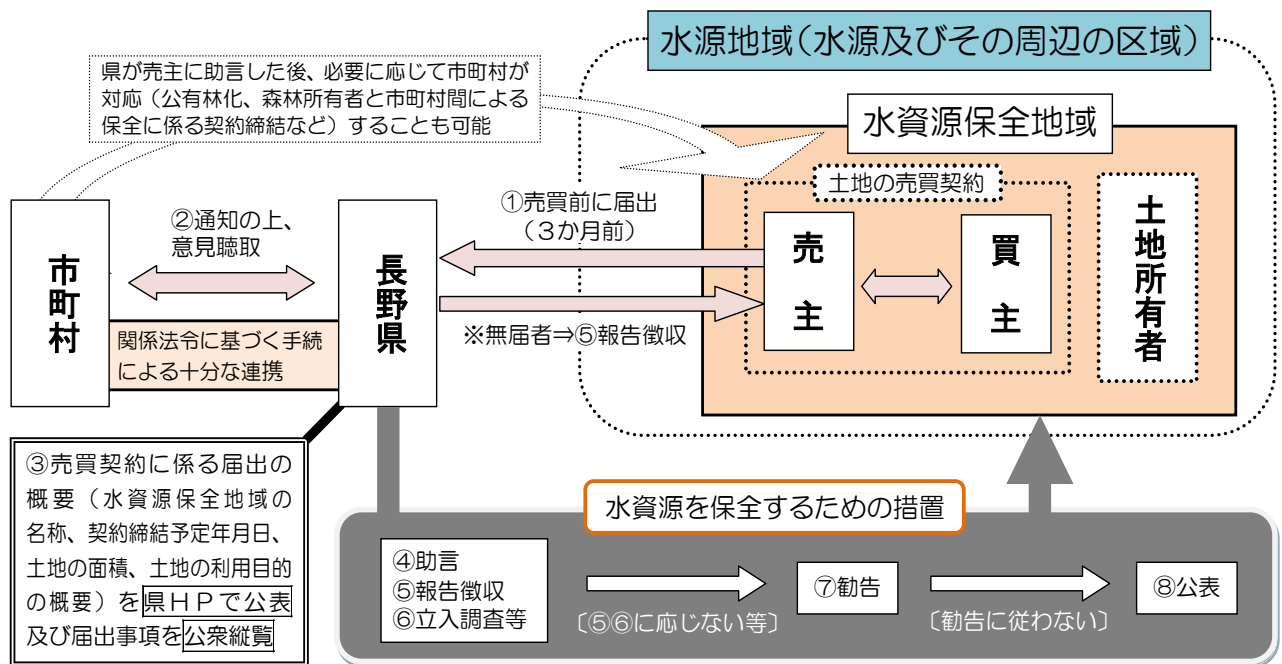 水源地域(水源及びその周辺の区域)
県が売主に助言した後、必要に応じて市町村が
対応(公有林化、森林所有者と市町村間による
保全に係る契約締結など)することも可能
水資源保全地域
土地の売買契約
売主
買主
土地所有者
①売買前に届出
(3か月前)
※無届者⇒⑤報告徴収
市町村
②通知の上、
意見聴取
長野県
関係法令に基づく手続
による十分な連携
③売買契約に係る届出の
概要(水資源保全地域の
名称、契約締結予定年月日、
土地の面積、土地の利用目的
の概要)を県HPで公表
及び届出事項を公衆縦覧
水資源を保全するための措置
④助言
⑤報告徴収
⑥立入調査等
〔⑤⑥に応じない等〕
⑦勧告
〔勧告に従わない〕
⑧公表